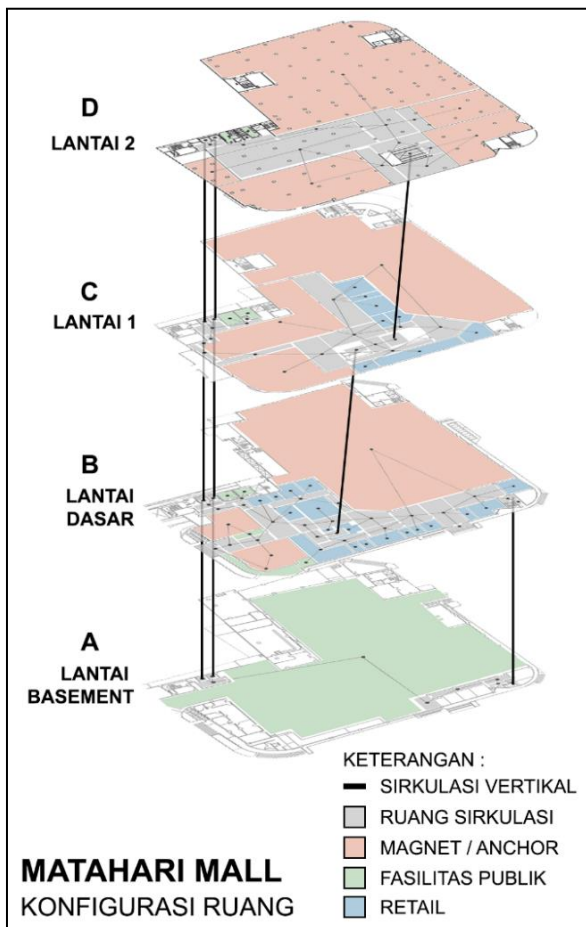 D
LANTAI 2
C
LANTAI 1
B
LANTAI
DASAR
A
LANTAI
BASEMENT
KETERANGAN :
SIRKULASI VERTIKAL
RUANG SIRKULASI
MAGNET / ANCHOR
FASILITAS PUBLIK
RETAIL
MATAHARI MALL
KONFIGURASI RUANG